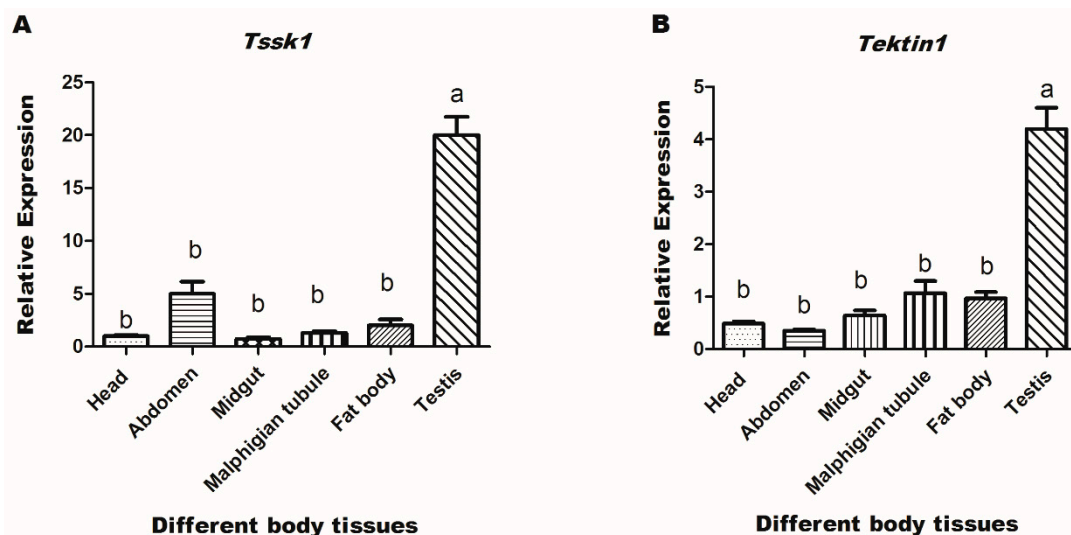 A
Tssk1
Relative Expression
25
20
15
10
5
0
b
b
b
b
b
a
Head
Abdomen
Midgut
Malphigian tubule
Fat body
Testis
Different body tissues
B
Tektin1
Relative Expression
5
4
3
2
1
0
b
b
b
b
b
a
Head
Abdomen
Midgut
Malphigian tubule
Fat body
Testis
Different body tissues